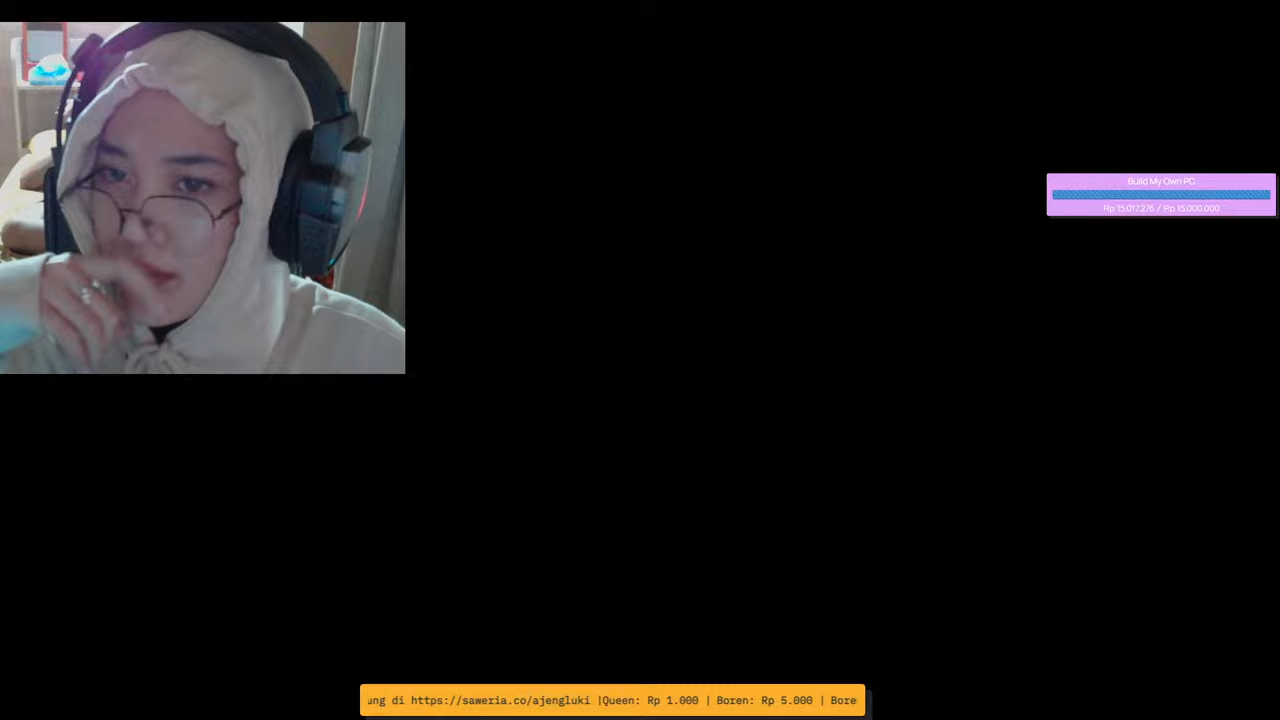 Build My Own PC
Rp 15.017.276 / Rp 15.000.000
ung di https://saweria.co/ajengluki |Queen: Rp 1.000 | Boren: Rp 5.000 | Bore